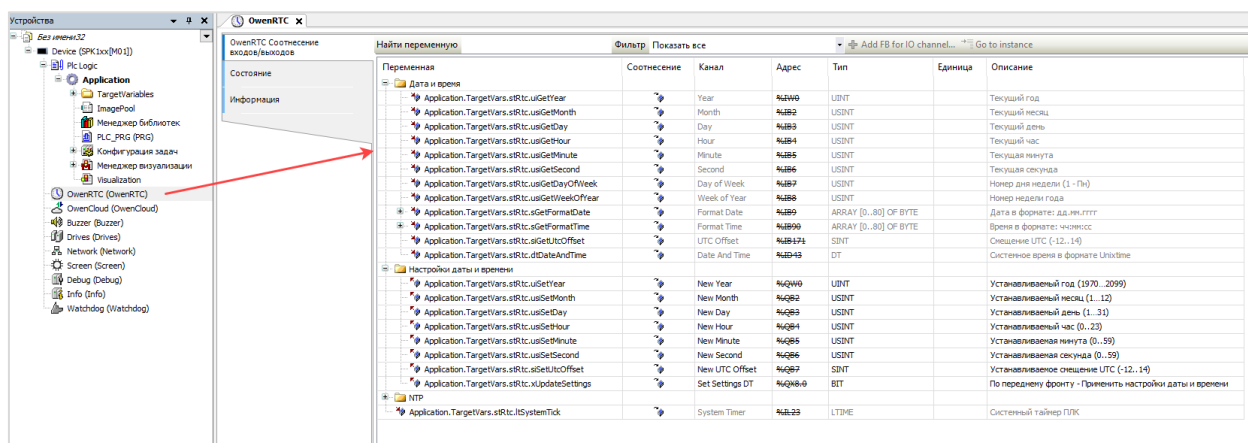 Устройства
Без имени32
Device (SPK1xx[M01])
Plc Logic
Application
TargetVariables
ImagePool
Менеджер библиотек
PLC_PRG (PRG)
Конфигурация задач
Менеджер визуализации
Visualization
OwenRTC (OwenRTC)
OwenCloud (OwenCloud)
Buzzer (Buzzer)
Drives (Drives)
Network (Network)
Screen (Screen)
Debug (Debug)
Info (Info)
Watchdog (Watchdog)
OwenRTC
OwenRTC Соотнесение
входов/выходов
Состояние
Информация
Найти переменную Фильтр Показать все Add FB for IO channel... Go to instance
Переменная Соотнесение Канал Адрес Тип Единица Описание
Дата и время
Application.TargetVars.stRtc.uiGetYear Year %IW0 UINT Текущий год
Application.TargetVars.stRtc.usiGetMonth Month %IB2 USINT Текущий месяц
Application.TargetVars.stRtc.usiGetDay Day %IB3 USINT Текущий день
Application.TargetVars.stRtc.usiGetHour Hour %IB4 USINT Текущий час
Application.TargetVars.stRtc.usiGetMinute Minute %IB5 USINT Текущая минута
Application.TargetVars.stRtc.usiGetSecond Second %IB6 USINT Текущая секунда
Application.TargetVars.stRtc.usiGetDayOfWeek Day of Week %IB7 USINT Номер дня недели (1 - Пн)
Application.TargetVars.stRtc.usiGetWeekOfYear Week of Year %IB8 USINT Номер недели года
Application.TargetVars.stRtc.sGetFormatDate Format Date %IB9 ARRAY [0..80] OF BYTE Дата в формате: дд.мм.гггг
Application.TargetVars.stRtc.sGetFormatTime Format Time %IB90 ARRAY [0..80] OF BYTE Время в формате: чч:мм:сс
Application.TargetVars.stRtc.siGetUtcOffset UTC Offset %IB171 SINT Смещение UTC (-12..14)
Application.TargetVars.stRtc.dtDateAndTime Date And Time %ID43 DT Системное время в формате Unixtime
Настройки даты и времени
Application.TargetVars.stRtc.uiSetYear New Year %QW0 UINT Устанавливаемый год (1970...2099)
Application.TargetVars.stRtc.usiSetMonth New Month %QB2 USINT Устанавливаемый месяц (1...12)
Application.TargetVars.stRtc.usiSetDay New Day %QB3 USINT Устанавливаемый день (1...31)
Application.TargetVars.stRtc.usiSetHour New Hour %QB4 USINT Устанавливаемый час (0..23)
Application.TargetVars.stRtc.usiSetMinute New Minute %QB5 USINT Устанавливаемая минута (0..59)
Application.TargetVars.stRtc.usiSetSecond New Second %QB6 USINT Устанавливаемая секунда (0..59)
Application.TargetVars.stRtc.siSetUtcOffset New UTC Offset %QB7 SINT Устанавливаемое смещение UTC (-12..14)
Application.TargetVars.stRtc.xUpdateSettings Set Settings DT %QX8.0 BIT По переднему фронту - Применить настройки даты и времени
NTP
Application.TargetVars.stRtc.ltSystemTick System Timer %IL23 LTIME Системный таймер ПЛК